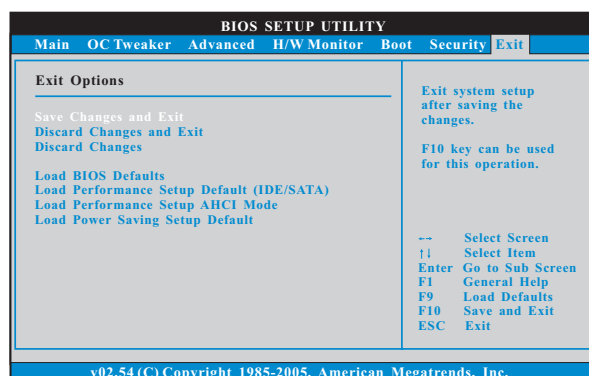 BIOS SETUP UTILITY
Main OC Tweaker Advanced H/W Monitor Boot Security Exit
Exit Options
Save Changes and Exit
Discard Changes and Exit
Discard Changes
Load BIOS Defaults
Load Performance Setup Default (IDE/SATA)
Load Performance Setup AHCI Mode
Load Power Saving Setup Default
Exit system setup
after saving the
changes.
F10 key can be used
for this operation.
←→ Select Screen
↑↓ Select Item
Enter Go to Sub Screen
F1 General Help
F9 Load Defaults
F10 Save and Exit
ESC Exit
v02.54 (C) Copyright 1985-2005, American Megatrends, Inc.